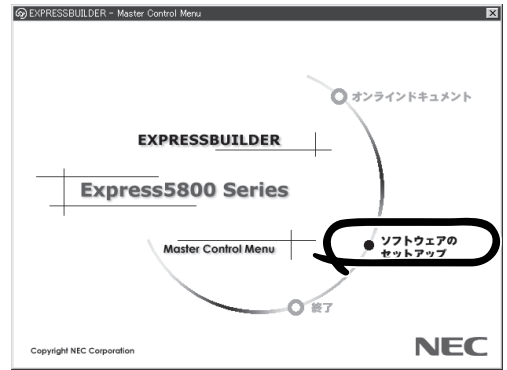 EXPRESSBUILDER - Master Control Menu
オンラインドキュメント
EXPRESSBUILDER
Express5800 Series
Master Control Menu
ソフトウェアの
セットアップ
終了
Copyright NEC Corporation
NEC